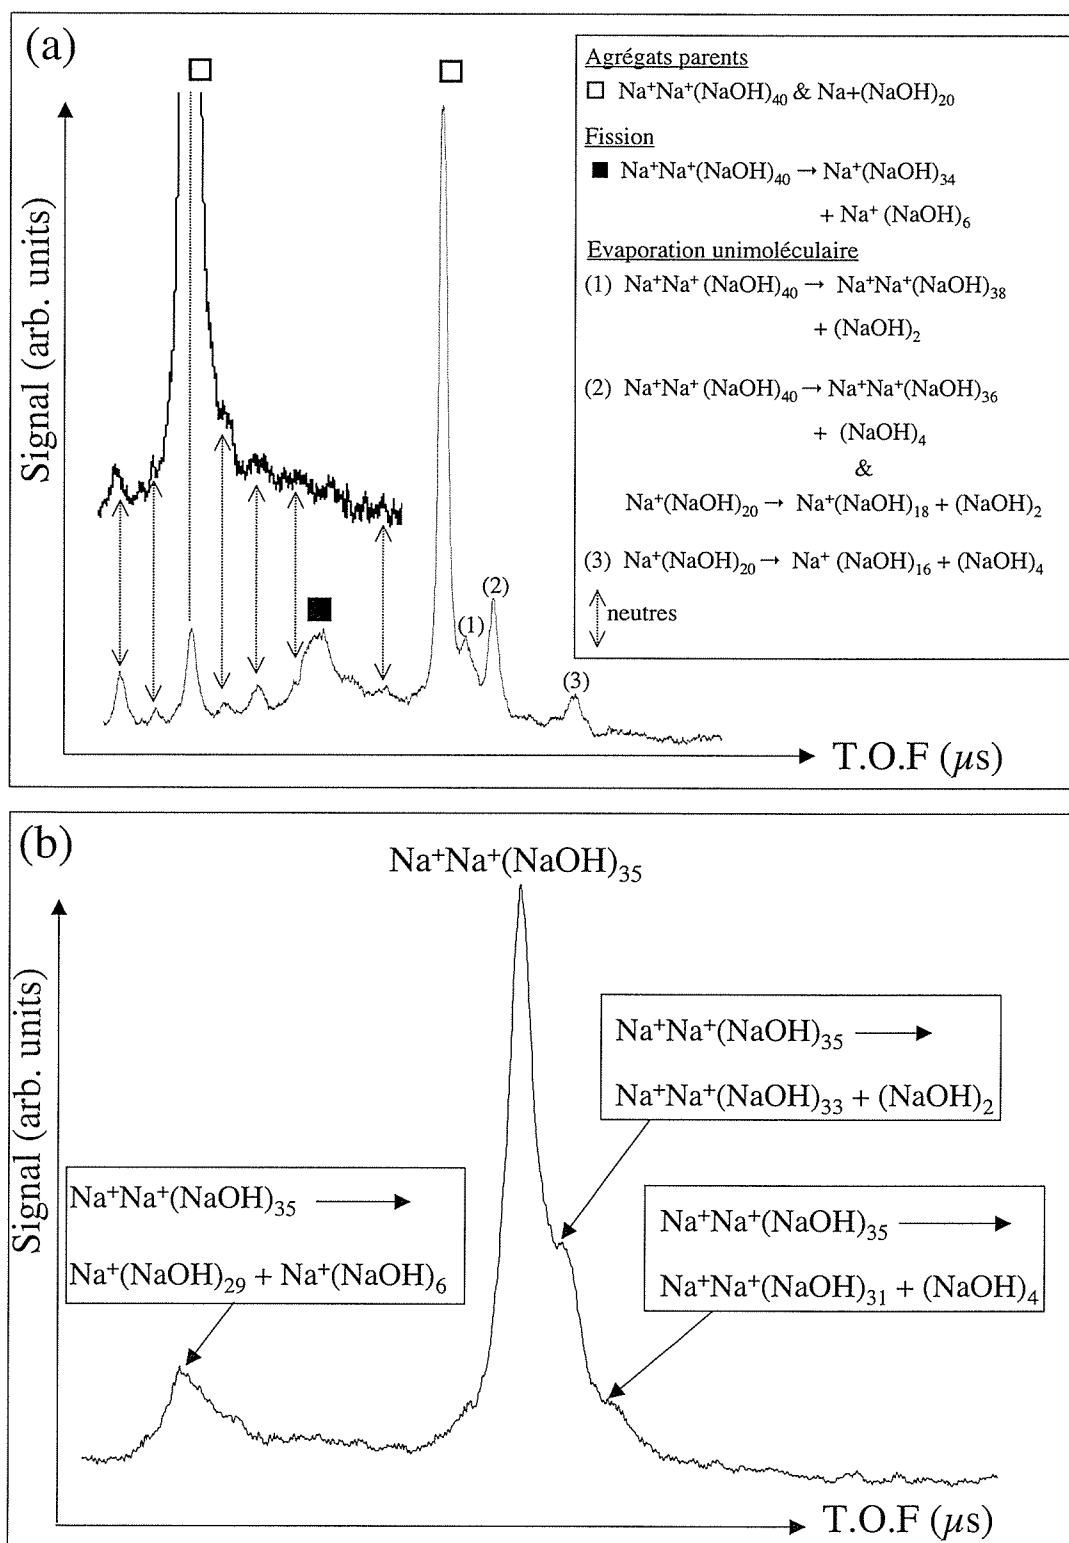 (a)
Signal (arb. units)
T.O.F (µs)
(1)
(2)
(3)
Agrégats parents
□ Na⁺Na⁺(NaOH)₄₀ & Na+(NaOH)₂₀
Fission
■ Na⁺Na⁺(NaOH)₄₀ → Na⁺(NaOH)₃₄
+ Na⁺ (NaOH)₆
Evaporation unimoléculaire
(1) Na⁺Na⁺ (NaOH)₄₀ → Na⁺Na⁺(NaOH)₃₈
+ (NaOH)₂
(2) Na⁺Na⁺ (NaOH)₄₀ → Na⁺Na⁺(NaOH)₃₆
+ (NaOH)₄
&
Na⁺(NaOH)₂₀ → Na⁺(NaOH)₁₈ + (NaOH)₂
(3) Na⁺(NaOH)₂₀ → Na⁺ (NaOH)₁₆ + (NaOH)₄
neutres
(b)
Na⁺Na⁺(NaOH)₃₅
Signal (arb. units)
Na⁺Na⁺(NaOH)₃₅ →
Na⁺Na⁺(NaOH)₃₃ + (NaOH)₂
Na⁺Na⁺(NaOH)₃₅ →
Na⁺(NaOH)₂₉ + Na⁺(NaOH)₆
Na⁺Na⁺(NaOH)₃₅ →
Na⁺Na⁺(NaOH)₃₁ + (NaOH)₄
T.O.F (µs)